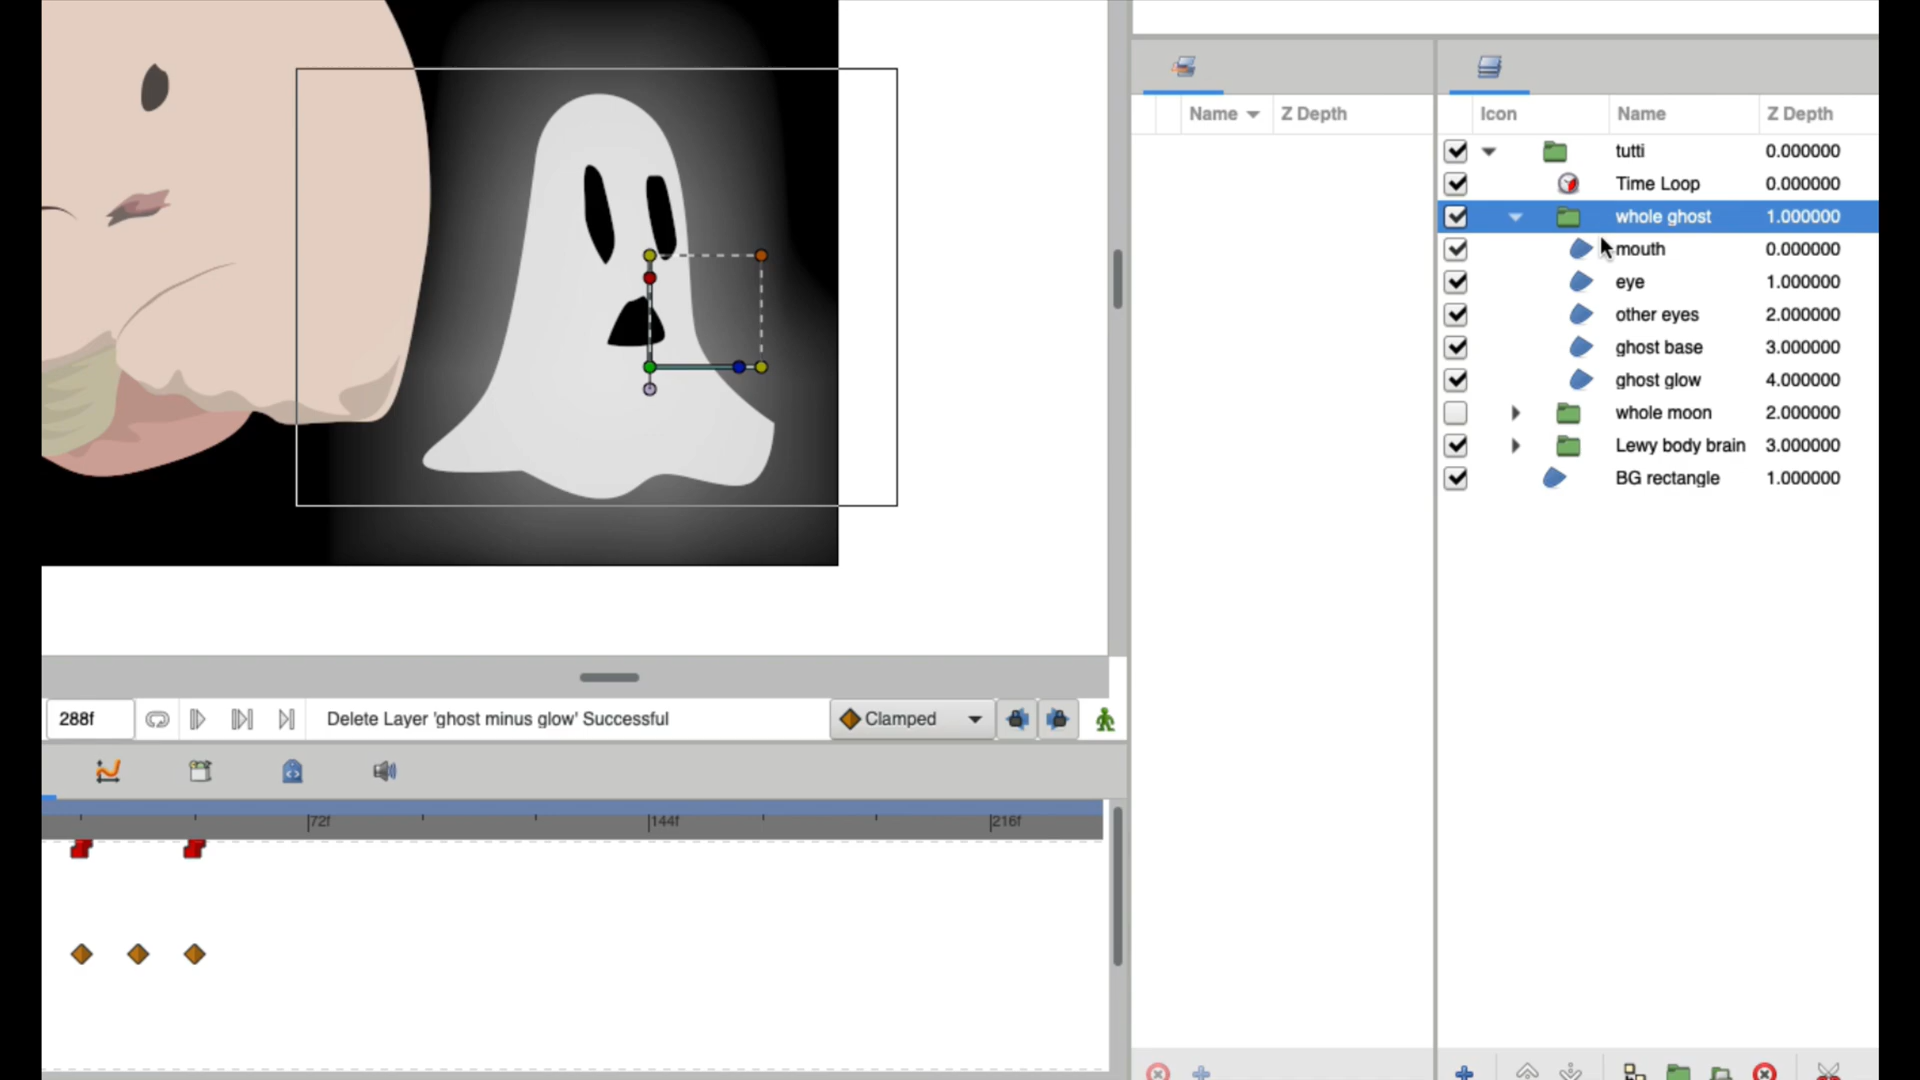 Name Z Depth
Icon Name Z Depth
tutti 0.000000
Time Loop 0.000000
whole ghost 1.000000
mouth 0.000000
eye 1.000000
other eyes 2.000000
ghost base 3.000000
ghost glow 4.000000
whole moon 2.000000
Lewy body brain 3.000000
BG rectangle 1.000000
288f Delete Layer 'ghost minus glow' Successful Clamped
72f 144f 216f